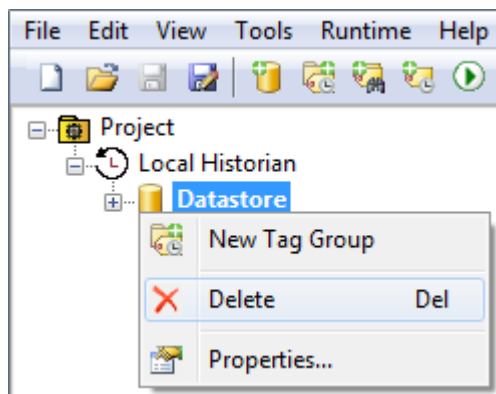 File Edit View Tools Runtime Help
Project
Local Historian
Datastore
New Tag Group
Delete Del
Properties...